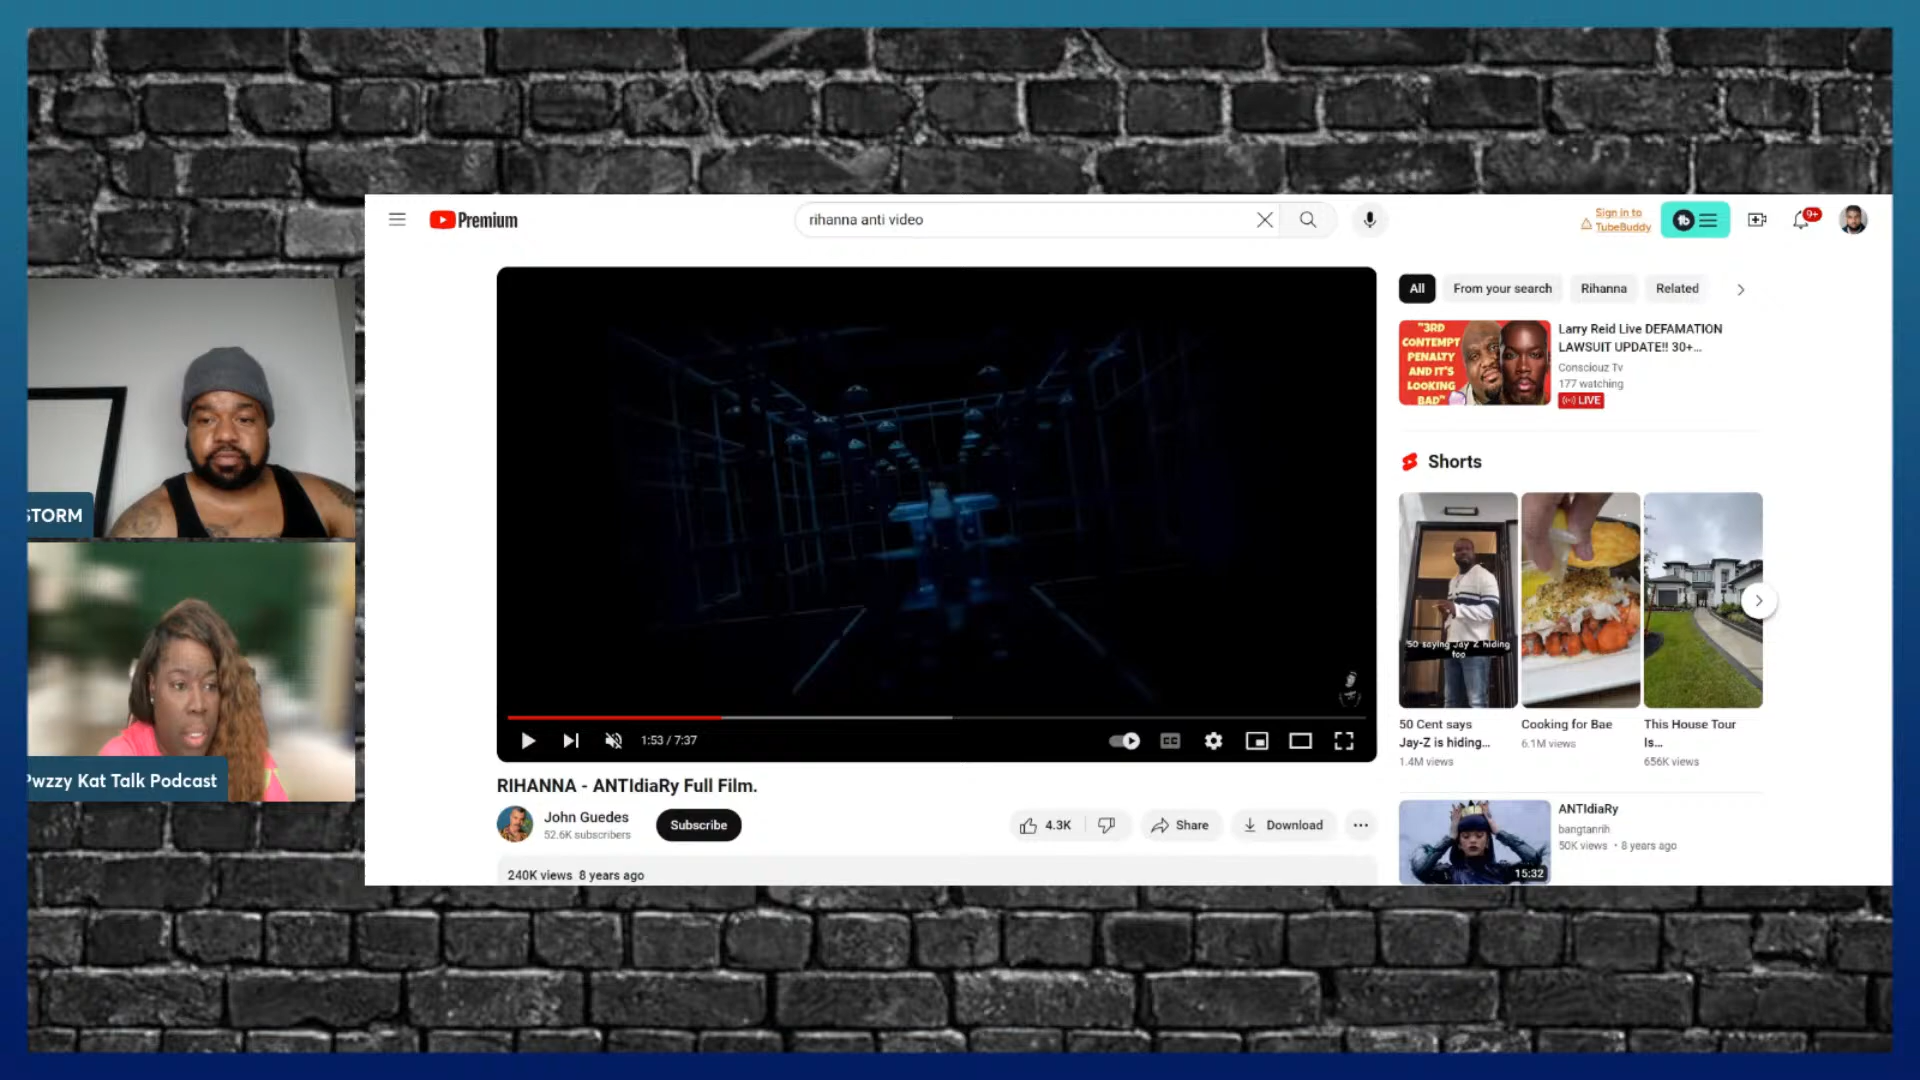 Premium
rihanna anti video
Sign in to
TubeBuddy
tb
9+
All
From your search
Rihanna
Related
"3RD
CONTEMPT
PENALTY
AND IT'S
LOOKING
BAD"
Larry Reid Live DEFAMATION
LAWSUIT UPDATE!! 30+...
Consciouz Tv
177 watching
LIVE
Shorts
STORM
Pwzzy Kat Talk Podcast
50 saying Jay Z hiding
too
50 Cent says
Jay-Z is hiding...
1.4M views
Cooking for Bae
6.1M views
This House Tour
Is...
656K views
1:53 / 7:37
CC
RIHANNA - ANTIdiaRy Full Film.
John Guedes
52.6K subscribers
Subscribe
4.3K
Share
Download
240K views 8 years ago
ANTIdiaRy
bangtanrih
50K views • 8 years ago
15:32